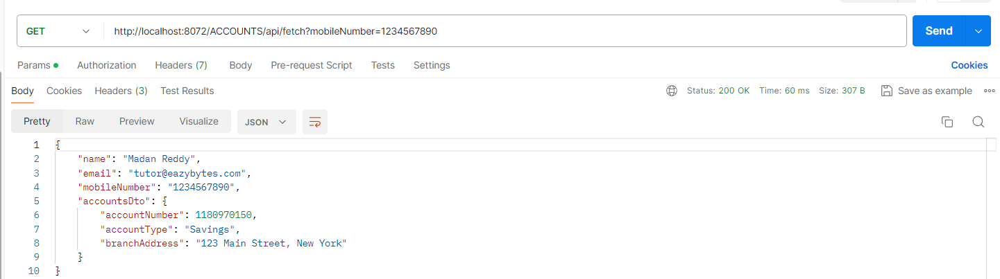 GET http://localhost:8072/ACCOUNTS/api/fetch?mobileNumber=1234567890 Send
Params Authorization Headers (7) Body Pre-request Script Tests Settings Cookies
Body Cookies Headers (3) Test Results Status: 200 OK Time: 60 ms Size: 307 B Save as example
Pretty Raw Preview Visualize JSON
1 {
2 "name": "Madan Reddy",
3 "email": "tutor@eazybytes.com",
4 "mobileNumber": "1234567890",
5 "accountsDto": {
6 "accountNumber": 1180970150,
7 "accountType": "Savings",
8 "branchAddress": "123 Main Street, New York"
9 }
10 }